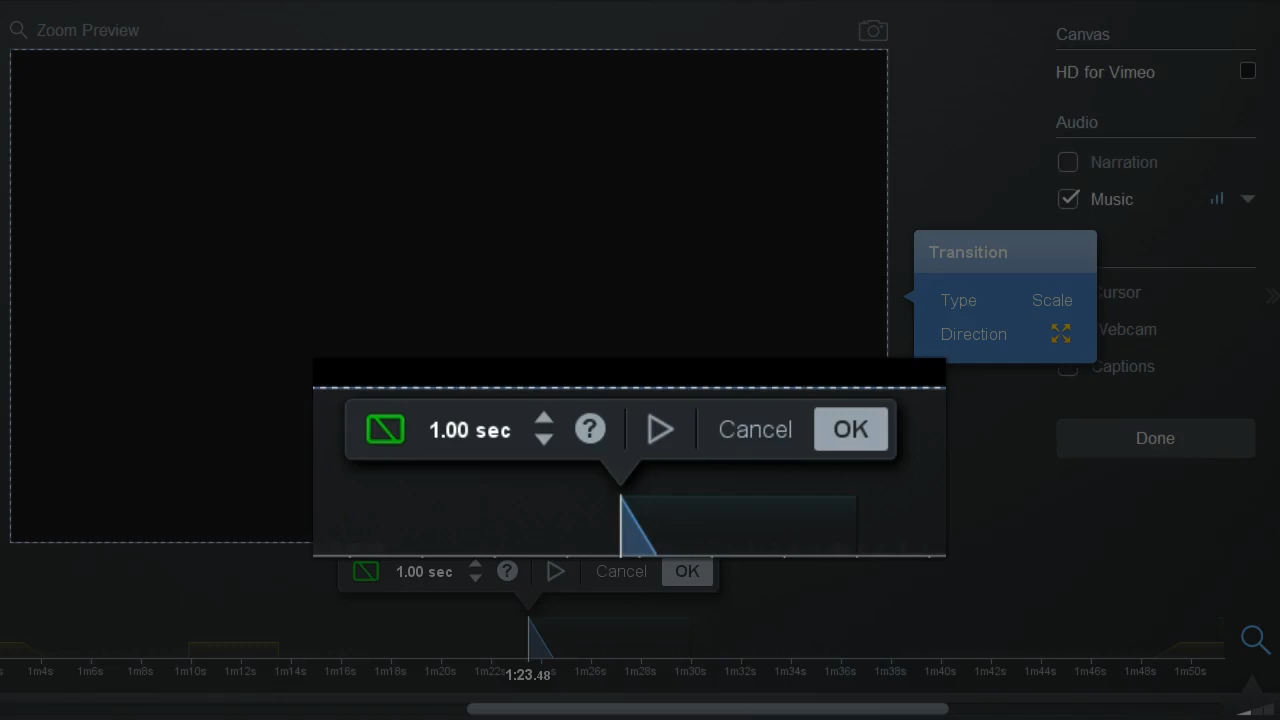 Zoom Preview
Canvas
HD for Vimeo
Audio
Narration
Music
Transition
Type Scale
Direction
Cursor
Webcam
Captions
1.00 sec ? Cancel OK
Done
1.00 sec ? Cancel OK
1m4s 1m6s 1m8s 1m10s 1m12s 1m14s 1m16s 1m18s 1m20s 1m22s 1m26s 1m28s 1m30s 1m32s 1m34s 1m36s 1m38s 1m40s 1m42s 1m44s 1m46s 1m48s 1m50s
1:23.48